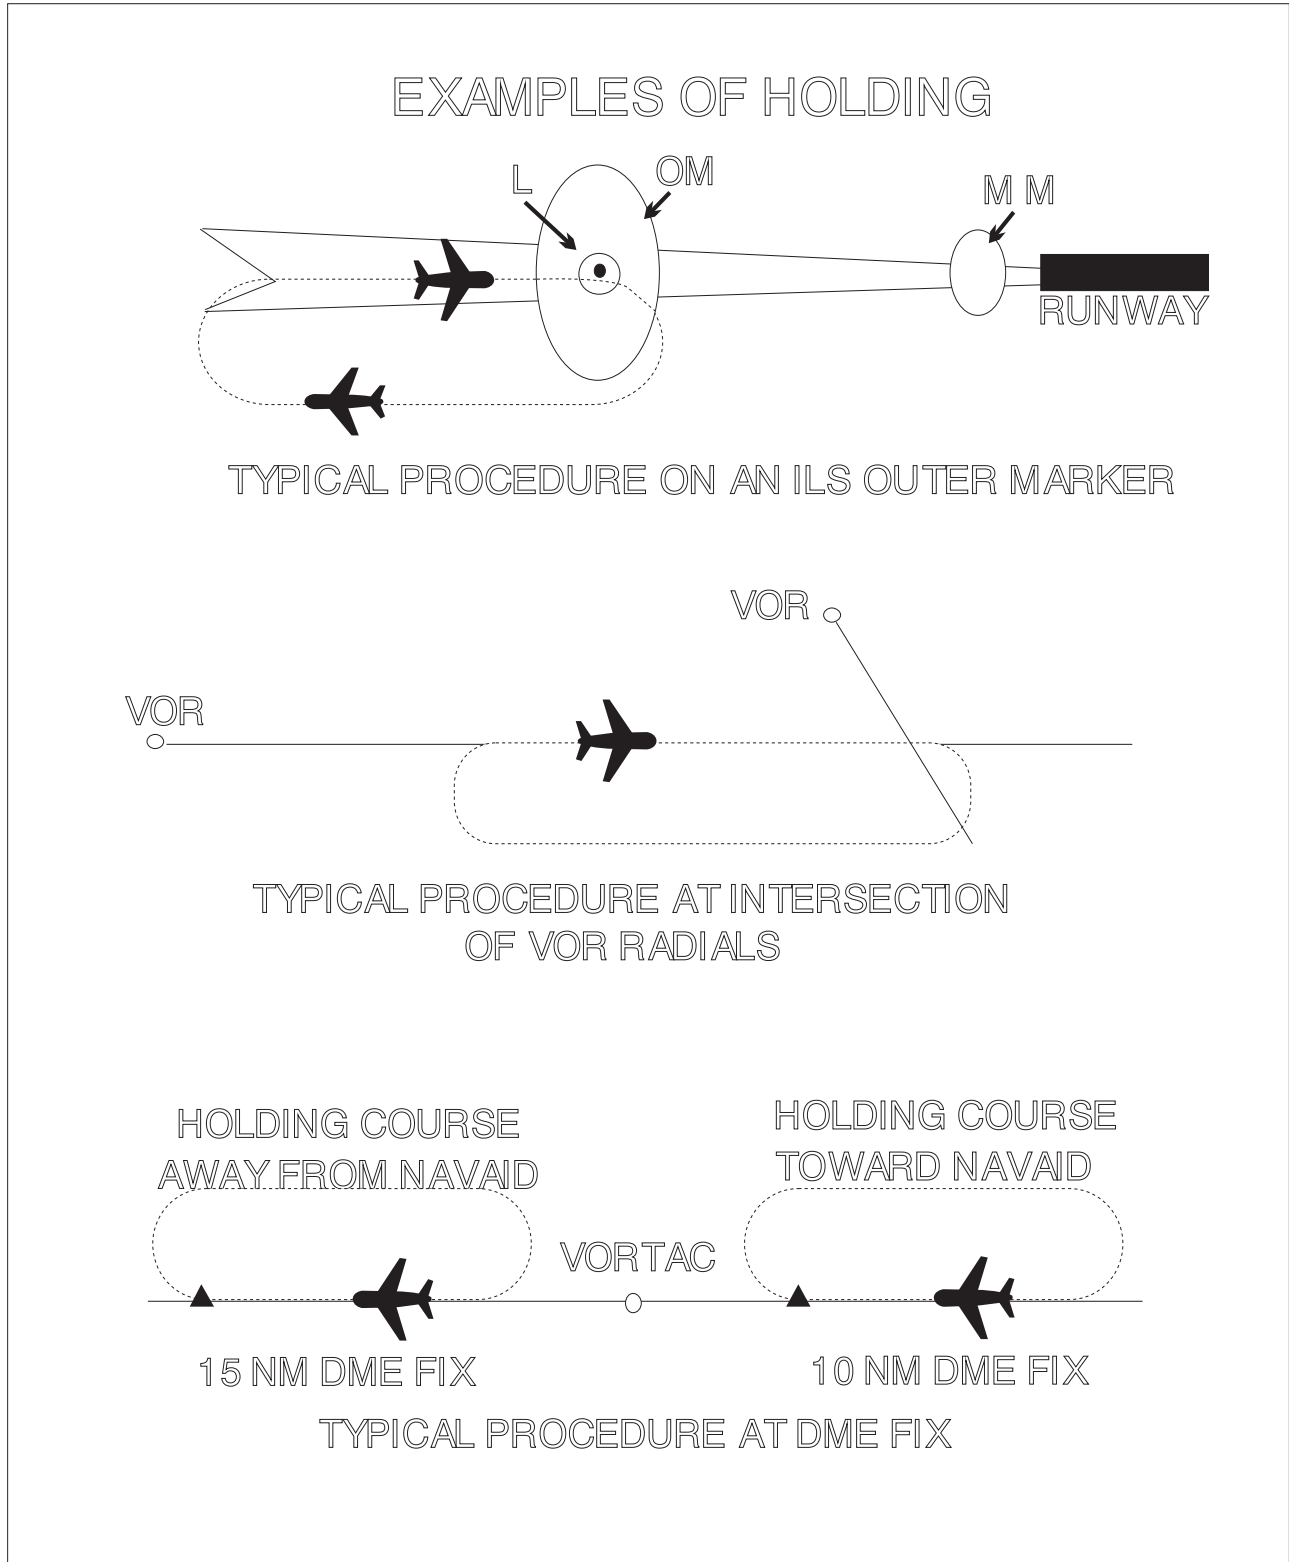 EXAMPLES OF HOLDING
L
OM
MM
RUNWAY
TYPICAL PROCEDURE ON AN ILS OUTER MARKER
VOR
VOR
TYPICAL PROCEDURE AT INTERSECTION
OF VOR RADIALS
HOLDING COURSE
AWAY FROM NAVAID
HOLDING COURSE
TOWARD NAVAID
VORTAC
15 NM DME FIX
10 NM DME FIX
TYPICAL PROCEDURE AT DME FIX